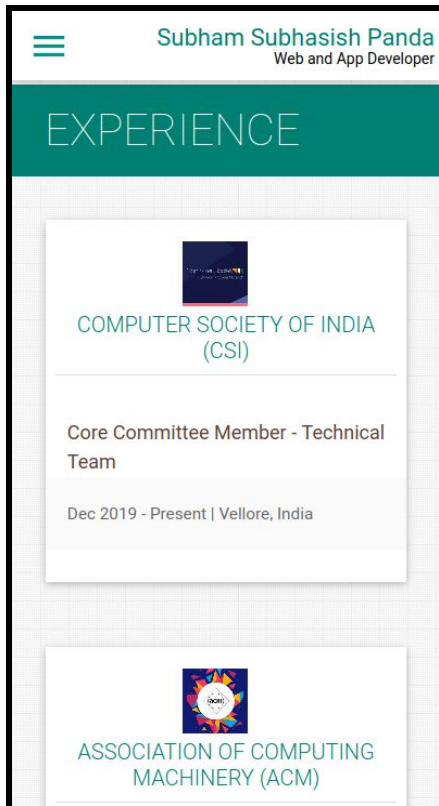 Subham Subhasish Panda
Web and App Developer
EXPERIENCE
COMPUTER SOCIETY OF INDIA
(CSI)
Core Committee Member - Technical
Team
Dec 2019 - Present | Vellore, India
ASSOCIATION OF COMPUTING
MACHINERY (ACM)